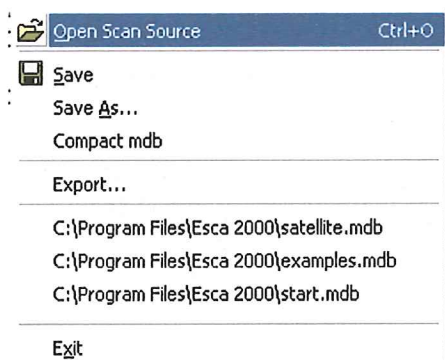 Open Scan Source Ctrl+O
Save
Save As...
Compact mdb
Export...
C:\Program Files\Esca 2000\satellite.mdb
C:\Program Files\Esca 2000\examples.mdb
C:\Program Files\Esca 2000\start.mdb
Exit